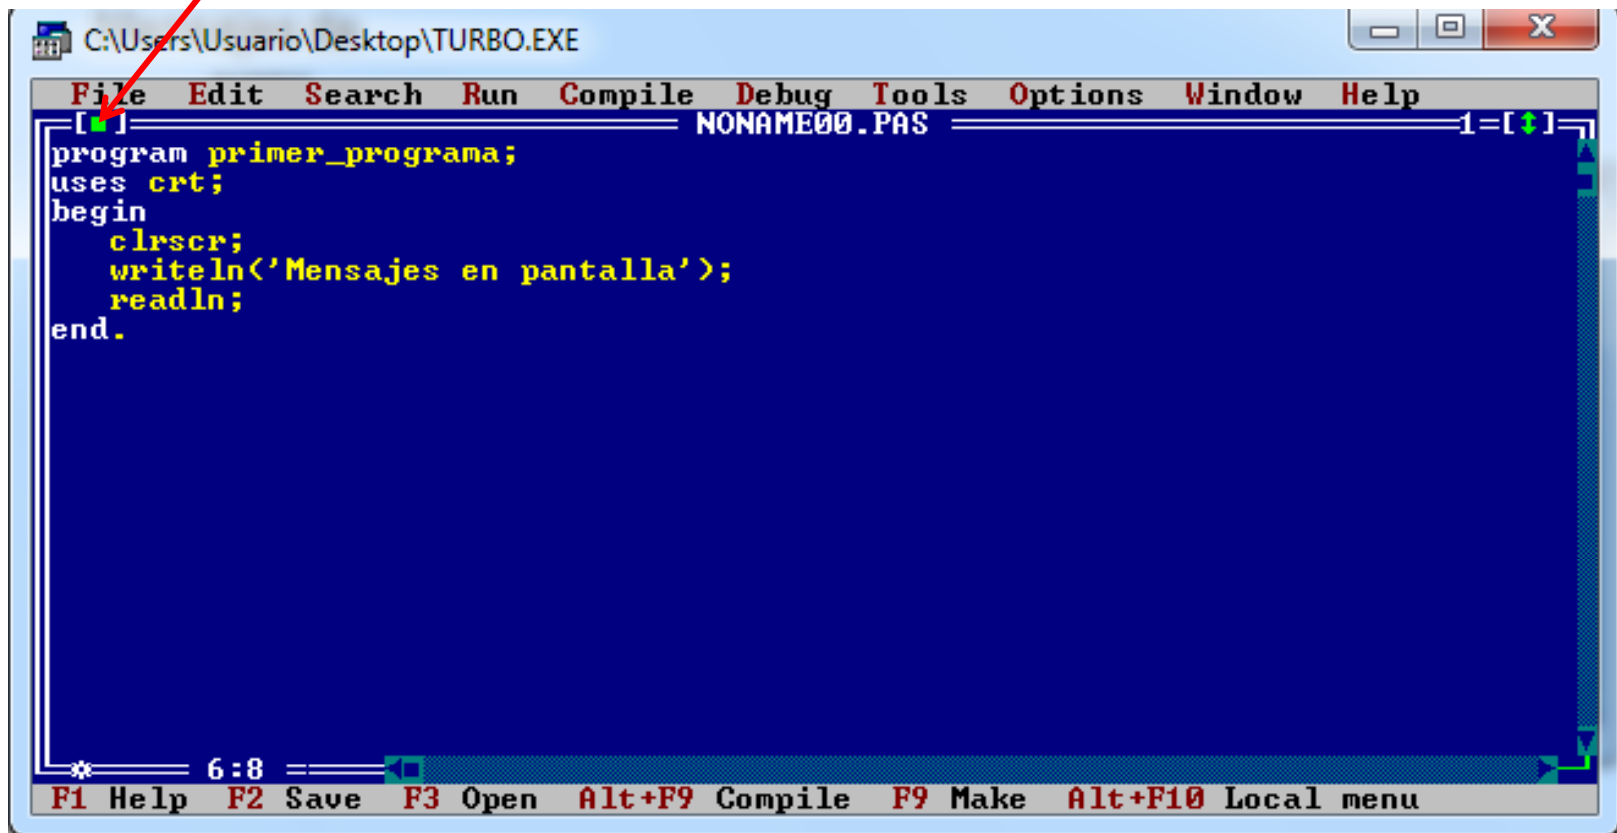 C:\Users\Usuario\Desktop\TURBO.EXE
File Edit Search Run Compile Debug Tools Options Window Help
[■] NONAME00.PAS 1=[↕]
program primer_programa;
uses crt;
begin
clrscr;
writeln('Mensajes en pantalla');
readln;
end.
6:8
F1 Help F2 Save F3 Open Alt+F9 Compile F9 Make Alt+F10 Local menu